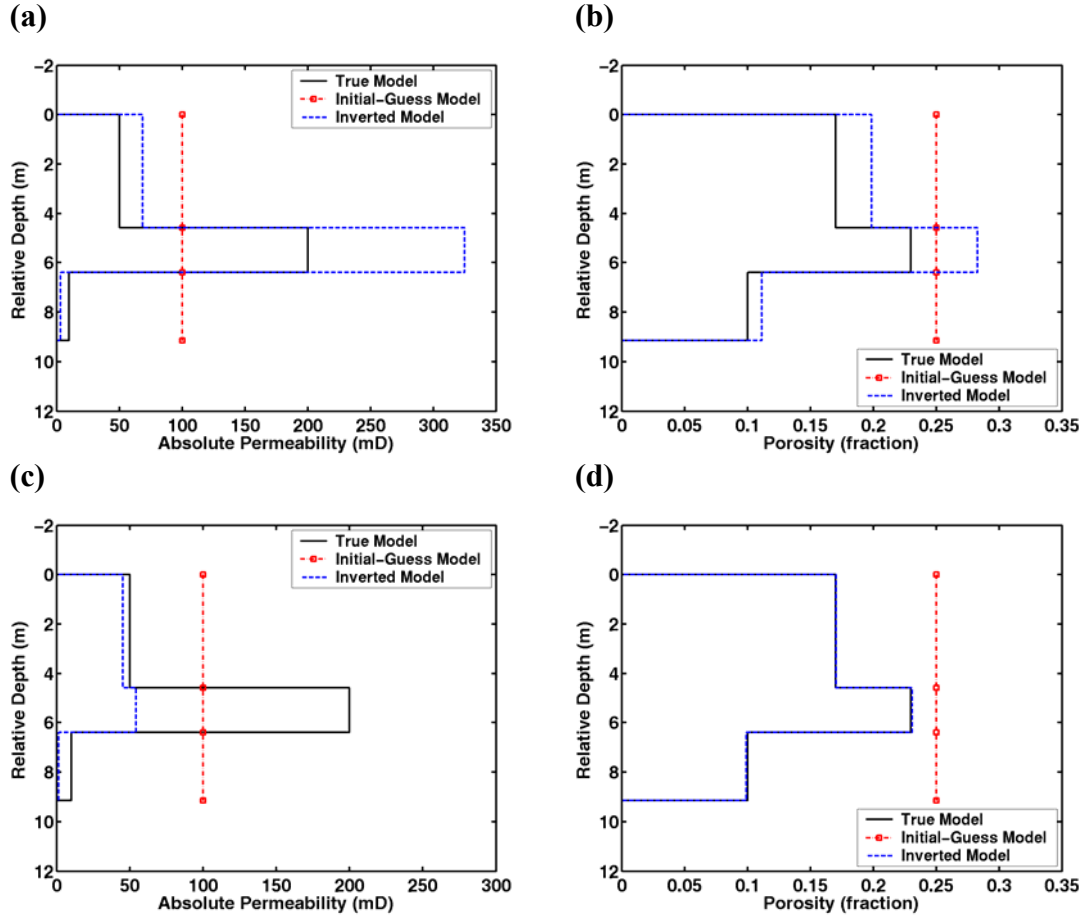 (a)
−2
0
2
4
6
8
10
12
Relative Depth (m)
True Model
Initial−Guess Model
Inverted Model
0 50 100 150 200 250 300 350
Absolute Permeability (mD)
(b)
−2
0
2
4
6
8
10
12
Relative Depth (m)
True Model
Initial−Guess Model
Inverted Model
0 0.05 0.1 0.15 0.2 0.25 0.3 0.35
Porosity (fraction)
(c)
−2
0
2
4
6
8
10
12
Relative Depth (m)
True Model
Initial−Guess Model
Inverted Model
0 50 100 150 200 250 300
Absolute Permeability (mD)
(d)
−2
0
2
4
6
8
10
12
Relative Depth (m)
True Model
Initial−Guess Model
Inverted Model
0 0.05 0.1 0.15 0.2 0.25 0.3 0.35
Porosity (fraction)